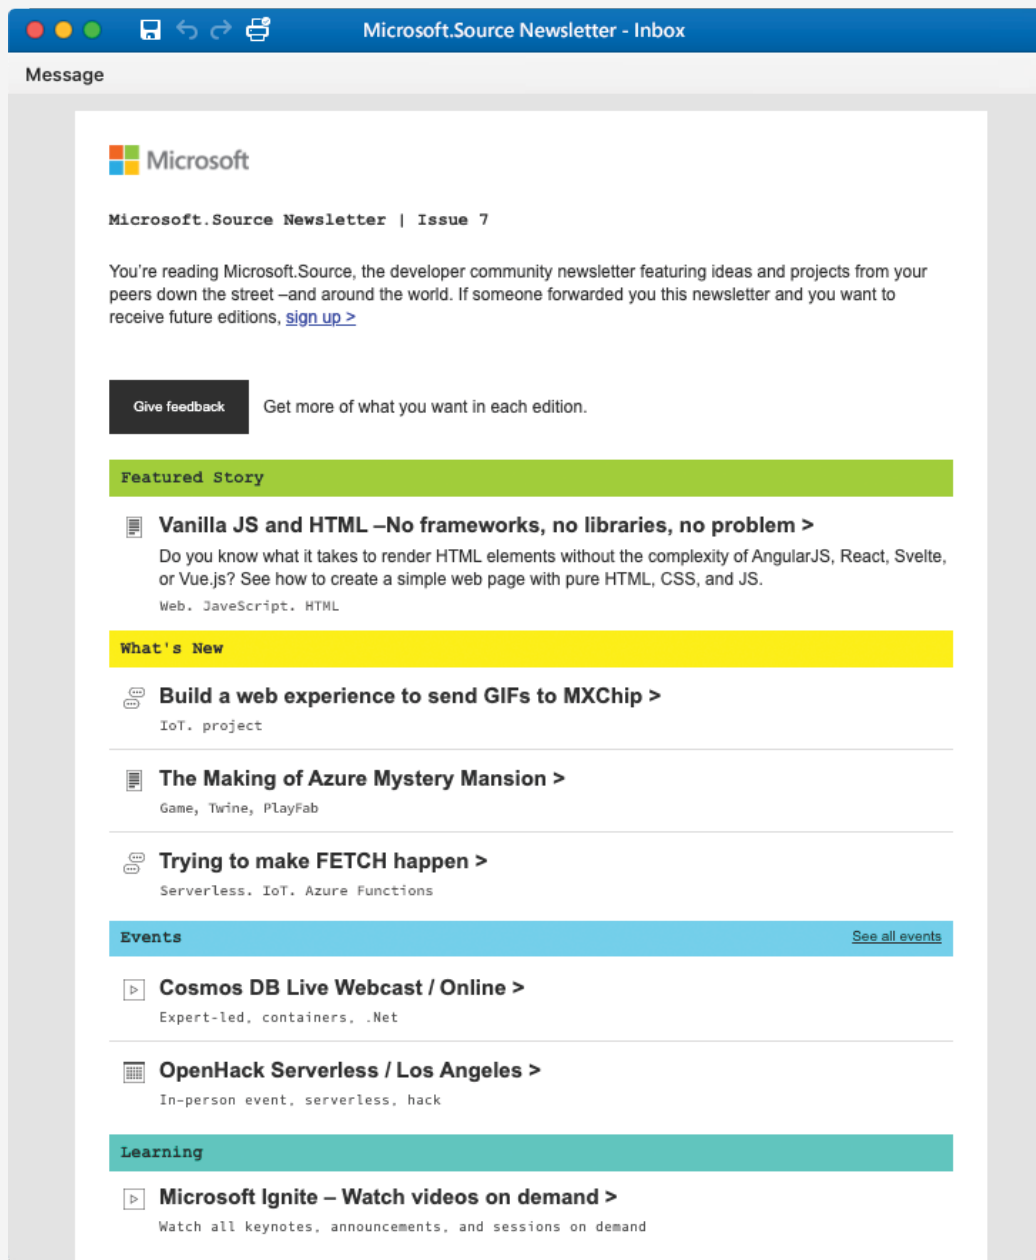 Microsoft.Source Newsletter - Inbox
Message
Microsoft
Microsoft.Source Newsletter | Issue 7
You're reading Microsoft.Source, the developer community newsletter featuring ideas and projects from your
peers down the street –and around the world. If someone forwarded you this newsletter and you want to
receive future editions, sign up >
Give feedback
Get more of what you want in each edition.
Featured Story
Vanilla JS and HTML –No frameworks, no libraries, no problem >
Do you know what it takes to render HTML elements without the complexity of AngularJS, React, Svelte,
or Vue.js? See how to create a simple web page with pure HTML, CSS, and JS.
Web. JaveScript. HTML
What's New
Build a web experience to send GIFs to MXChip >
IoT. project
The Making of Azure Mystery Mansion >
Game, Twine, PlayFab
Trying to make FETCH happen >
Serverless. IoT. Azure Functions
Events
See all events
Cosmos DB Live Webcast / Online >
Expert-led, containers, .Net
OpenHack Serverless / Los Angeles >
In-person event, serverless, hack
Learning
Microsoft Ignite – Watch videos on demand >
Watch all keynotes, announcements, and sessions on demand